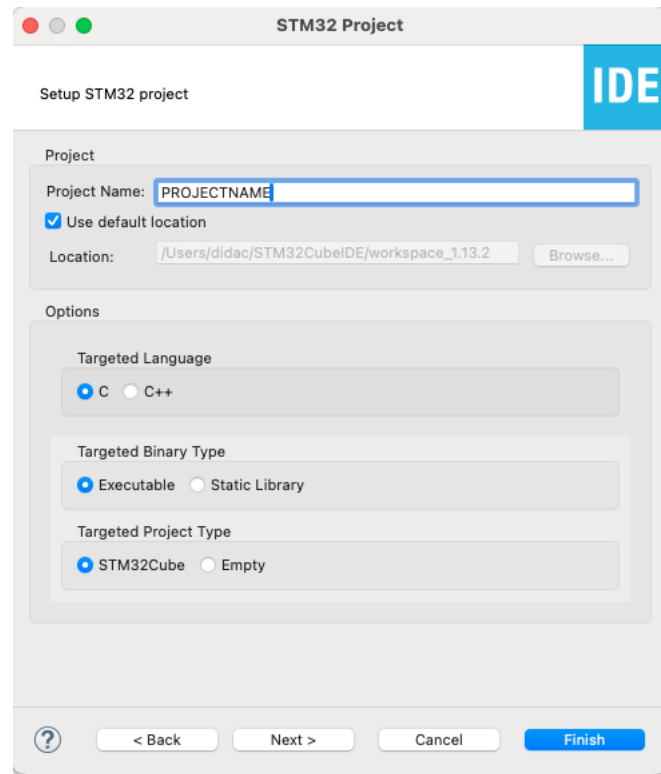 STM32 Project
Setup STM32 project
IDE
Project
Project Name: PROJECTNAME
Use default location
Location: /Users/didac/STM32CubeIDE/workspace_1.13.2 Browse...
Options
Targeted Language
C C++
Targeted Binary Type
Executable Static Library
Targeted Project Type
STM32Cube Empty
? < Back Next > Cancel Finish